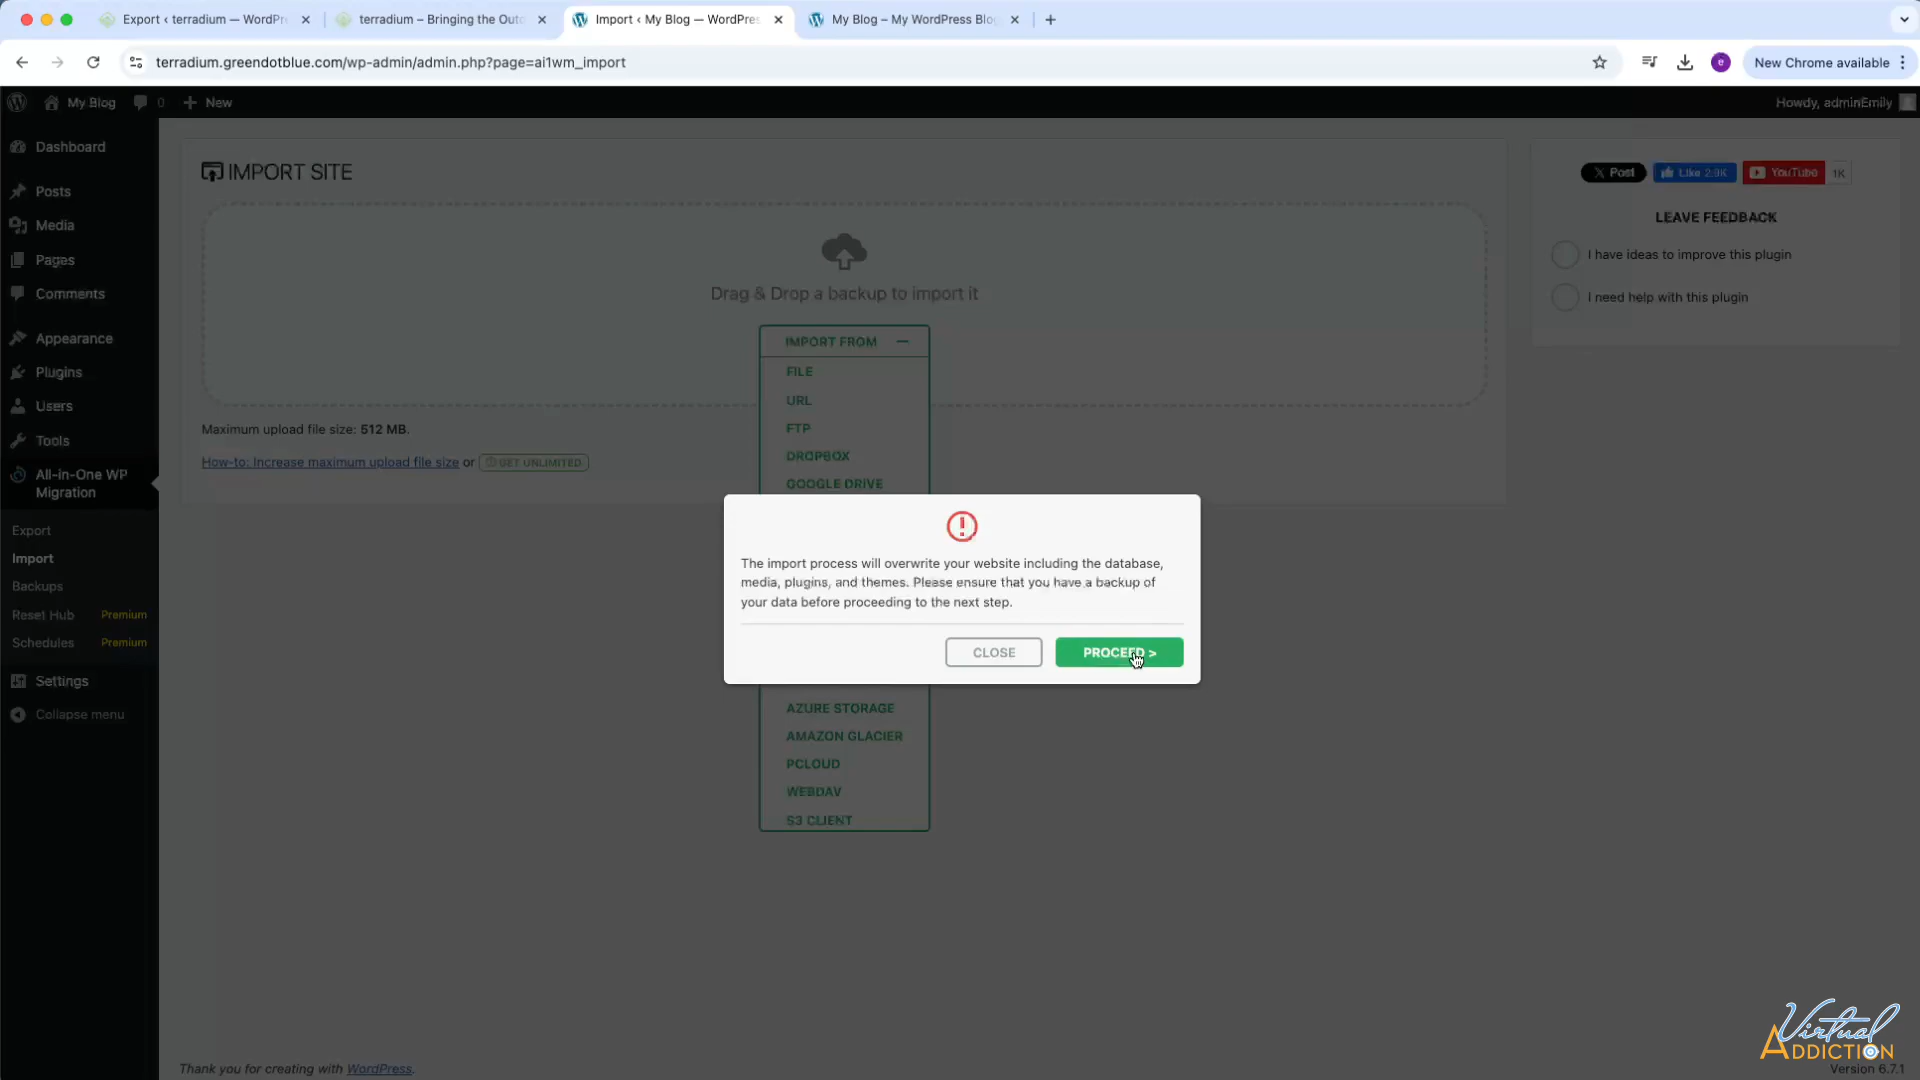 Export ‹ terradium — WordPr
terradium – Bringing the Outd
Import ‹ My Blog — WordPres
My Blog – My WordPress Blog
terradium.greendotblue.com/wp-admin/admin.php?page=ai1wm_import
e
New Chrome available
My Blog
0
New
Howdy, adminEmily
Dashboard
Posts
Media
Pages
Comments
Appearance
Plugins
Users
Tools
All-in-One WP
Migration
Export
Import
Backups
Reset Hub Premium
Schedules Premium
Settings
Collapse menu
IMPORT SITE
Drag & Drop a backup to import it
IMPORT FROM
FILE
URL
FTP
DROPBOX
GOOGLE DRIVE
Maximum upload file size: 512 MB.
How-to: Increase maximum upload file size or GET UNLIMITED
The import process will overwrite your website including the database,
media, plugins, and themes. Please ensure that you have a backup of
your data before proceeding to the next step.
CLOSE
PROCEED >
AZURE STORAGE
AMAZON GLACIER
PCLOUD
WEBDAV
S3 CLIENT
X Post
Like 2.9K
YouTube
1K
LEAVE FEEDBACK
I have ideas to improve this plugin
I need help with this plugin
Thank you for creating with WordPress.
Virtual
ADDICTION
Version 6.7.1